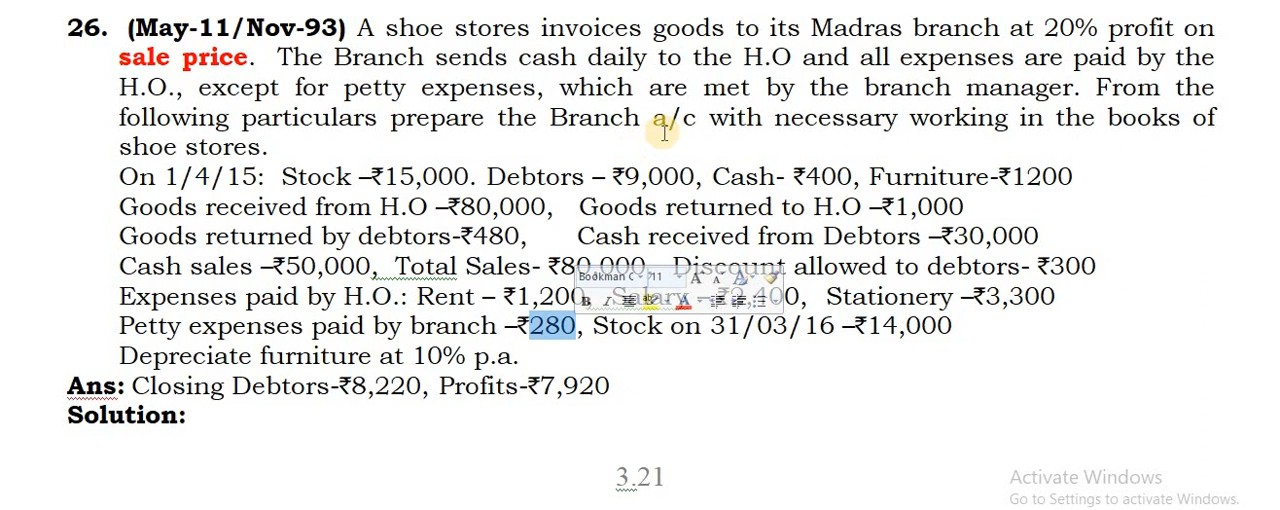 26. (May-11/Nov-93) A shoe stores invoices goods to its Madras branch at 20% profit on
sale price. The Branch sends cash daily to the H.O and all expenses are paid by the
H.O., except for petty expenses, which are met by the branch manager. From the
following particulars prepare the Branch a/c with necessary working in the books of
shoe stores.
On 1/4/15: Stock –₹15,000. Debtors – ₹9,000, Cash- ₹400, Furniture-₹1200
Goods received from H.O –₹80,000, Goods returned to H.O –₹1,000
Goods returned by debtors-₹480, Cash received from Debtors –₹30,000
Cash sales –₹50,000, Total Sales- ₹80,000 Discount allowed to debtors- ₹300
Bookman C 11
Expenses paid by H.O.: Rent – ₹1,200, Salary –₹2,400, Stationery –₹3,300
Petty expenses paid by branch –₹280, Stock on 31/03/16 –₹14,000
Depreciate furniture at 10% p.a.
Ans: Closing Debtors-₹8,220, Profits-₹7,920
Solution:
3.21
Activate Windows
Go to Settings to activate Windows.